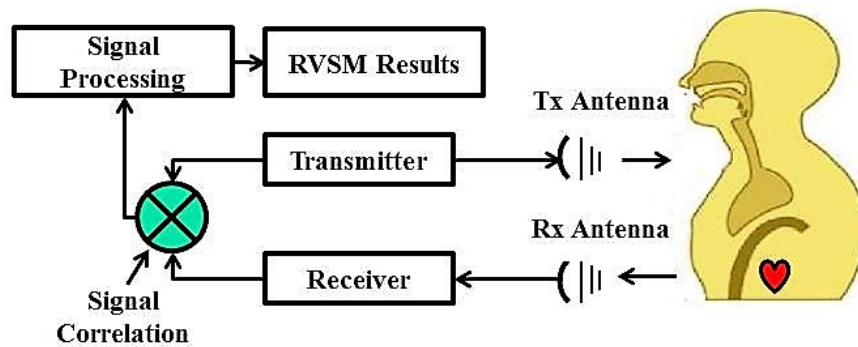 Signal
Processing
RVSM Results
Tx Antenna
Transmitter
Rx Antenna
Receiver
Signal
Correlation